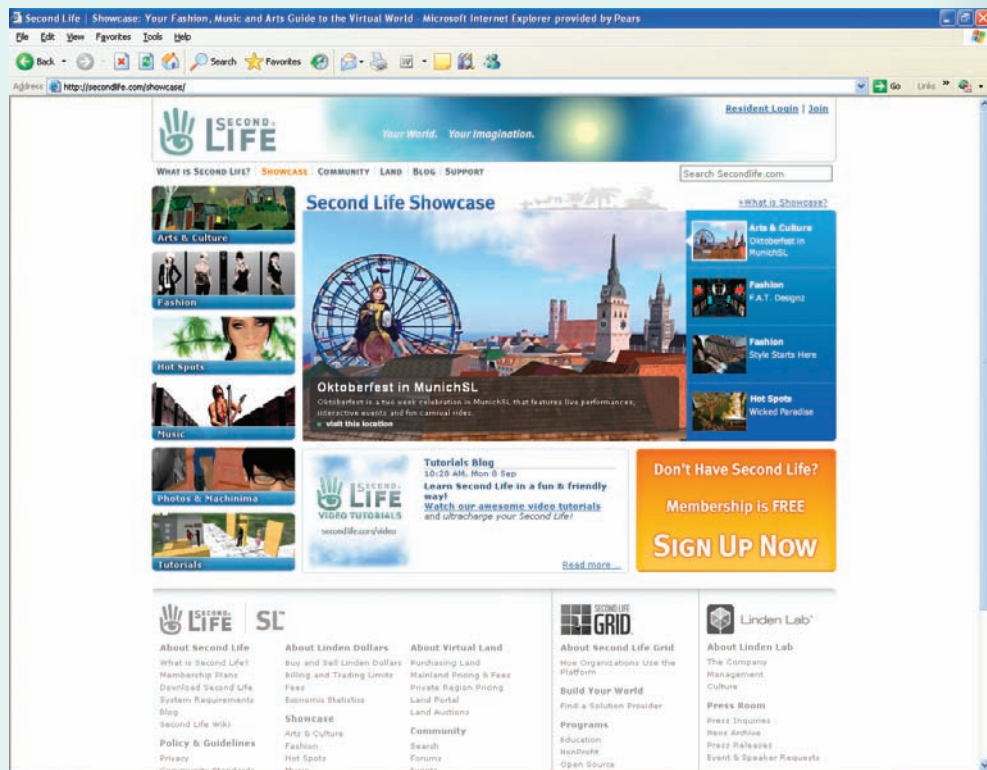 Second Life | Showcase: Your Fashion, Music and Arts Guide to the Virtual World - Microsoft Internet Explorer provided by Pears
File Edit View Favorites Tools Help
Back Search Favorites
Address http://secondlife.com/showcase/ Go Links
Resident Login | Join
SECOND LIFE
Your World. Your Imagination.
WHAT IS SECOND LIFE? SHOWCASE COMMUNITY LAND BLOG SUPPORT
Search Secondlife.com
Arts & Culture
Fashion
Hot Spots
Music
Photos & Machinima
Tutorials
Second Life Showcase
»What is Showcase?
Oktoberfest in MunichSL
Oktoberfest is a two week celebration in MunichSL that features live performances,
interactive events and fun carnival rides.
visit this location
Arts & Culture
Oktoberfest in
MunichSL
Fashion
F.A.T. Designz
Fashion
Style Starts Here
Hot Spots
Wicked Paradise
SECOND LIFE
VIDEO TUTORIALS
secondlife.com/video
Tutorials Blog
10:28 AM, Mon 8 Sep
Learn Second Life in a fun & friendly
way!
Watch our awesome video tutorials
and ultracharge your Second Life!
Read more ...
Don't Have Second Life?
Membership is FREE
SIGN UP NOW
SECOND LIFE SL™
About Second Life
What is Second Life?
Membership Plans
Download Second Life
System Requirements
Blog
Second Life Wiki
Policy & Guidelines
Privacy
Community Standards
About Linden Dollars
Buy and Sell Linden Dollars
Billing and Trading Limits
Fees
Economic Statistics
Showcase
Arts & Culture
Fashion
Hot Spots
Music
About Virtual Land
Purchasing Land
Mainland Pricing & Fees
Private Region Pricing
Land Portal
Land Auctions
Community
Search
Forums
Events
SECOND LIFE
GRID
About Second Life Grid
How Organizations Use the
Platform
Build Your World
Find a Solution Provider
Programs
Education
NonProfit
Open Source
Linden Lab
About Linden Lab
The Company
Management
Culture
Press Room
Press Inquiries
News Archive
Press Releases
Event & Speaker Requests